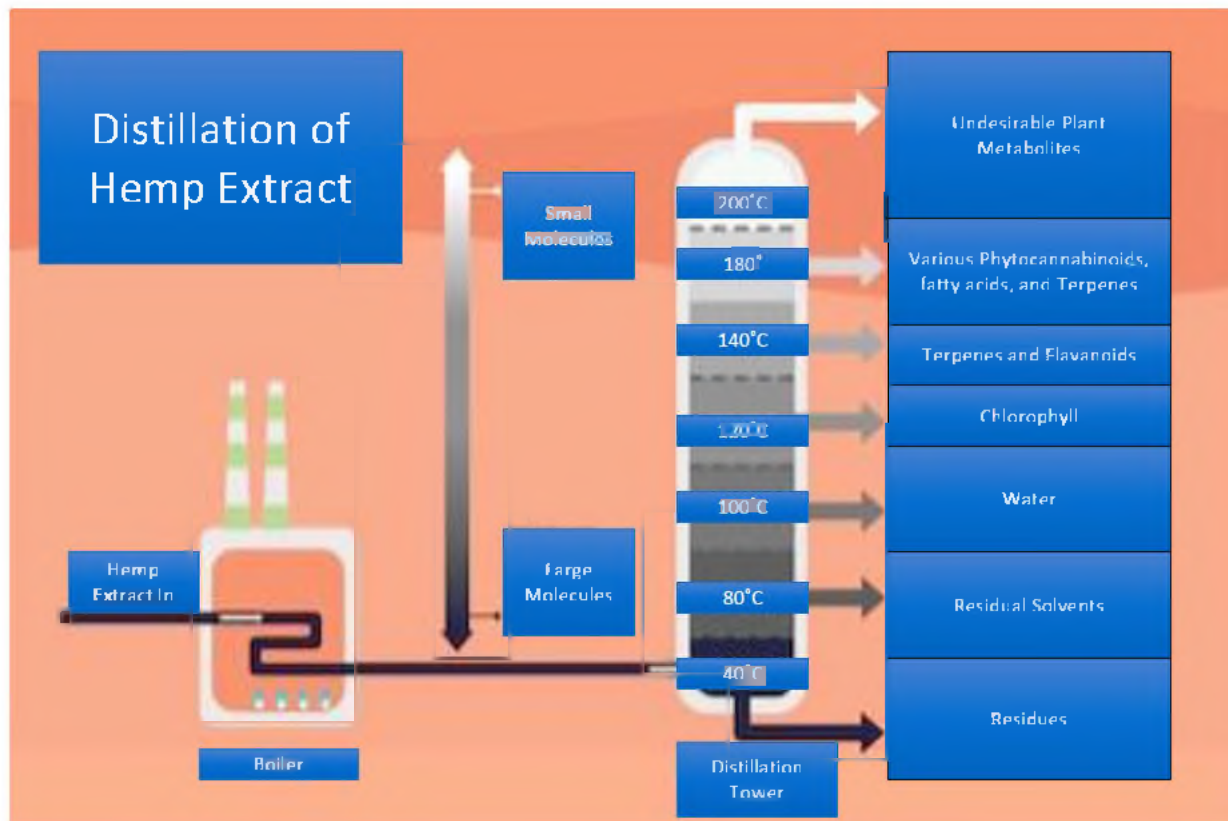 Distillation of
Hemp Extract
Small
Molecules
Large
Molecules
Hemp
Extract In
Boiler
200°C
180°
140°C
120°C
100°C
80°C
40°C
Distillation
Tower
Undesirable Plant
Metabolites
Various Phytocannabinoids,
fatty acids, and Terpenes
Terpenes and Flavanoids
Chlorophyll
Water
Residual Solvents
Residues